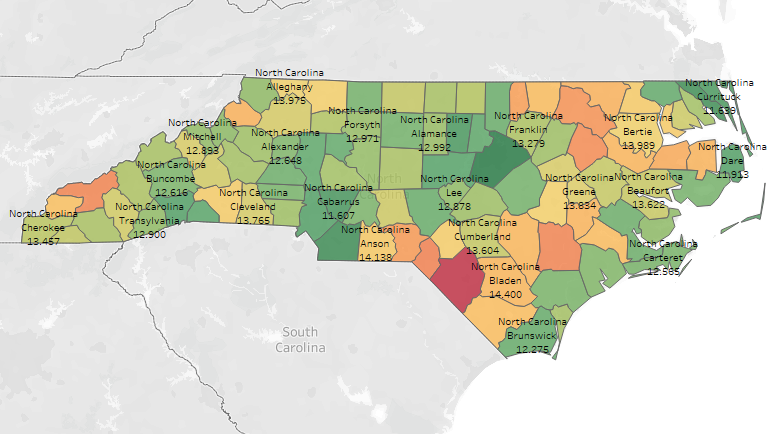 North Carolina
Alleghany
13.975
North Carolina
Currituck
11.639
North Carolina
Mitchell
12.893
North Carolina
Forsyth
12.971
North Carolina
Alamance
12.992
North Carolina
Franklin
13.279
North Carolina
Bertie
13.989
North Carolina
Alexander
12.648
North Carolina
Dare
11.913
North Carolina
Buncombe
12.616
North Carolina
Cabarrus
11.607
North Carolina
Lee
12.878
North Carolina
Greene
13.834
North Carolina
Beaufort
13.622
North Carolina
Cherokee
13.457
North Carolina
Transylvania
12.900
North Carolina
Cleveland
13.765
North
Carolina
North Carolina
Anson
14.138
North Carolina
Cumberland
13.604
North Carolina
Carteret
12.565
North Carolina
Bladen
14.400
North Carolina
Brunswick
12.275
South
Carolina